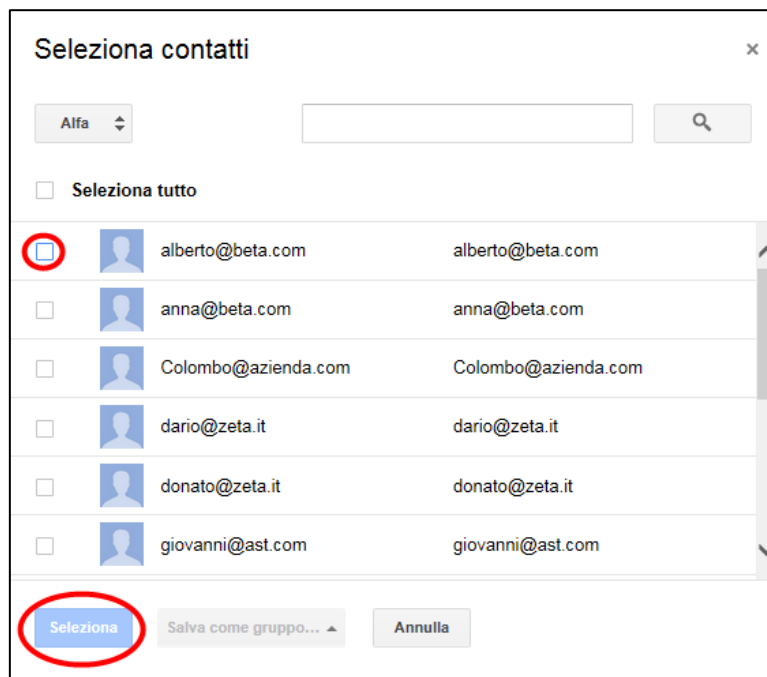 Seleziona contatti ×
Alfa
Seleziona tutto
alberto@beta.com alberto@beta.com
anna@beta.com anna@beta.com
Colombo@azienda.com Colombo@azienda.com
dario@zeta.it dario@zeta.it
donato@zeta.it donato@zeta.it
giovanni@ast.com giovanni@ast.com
Seleziona Salva come gruppo... Annulla